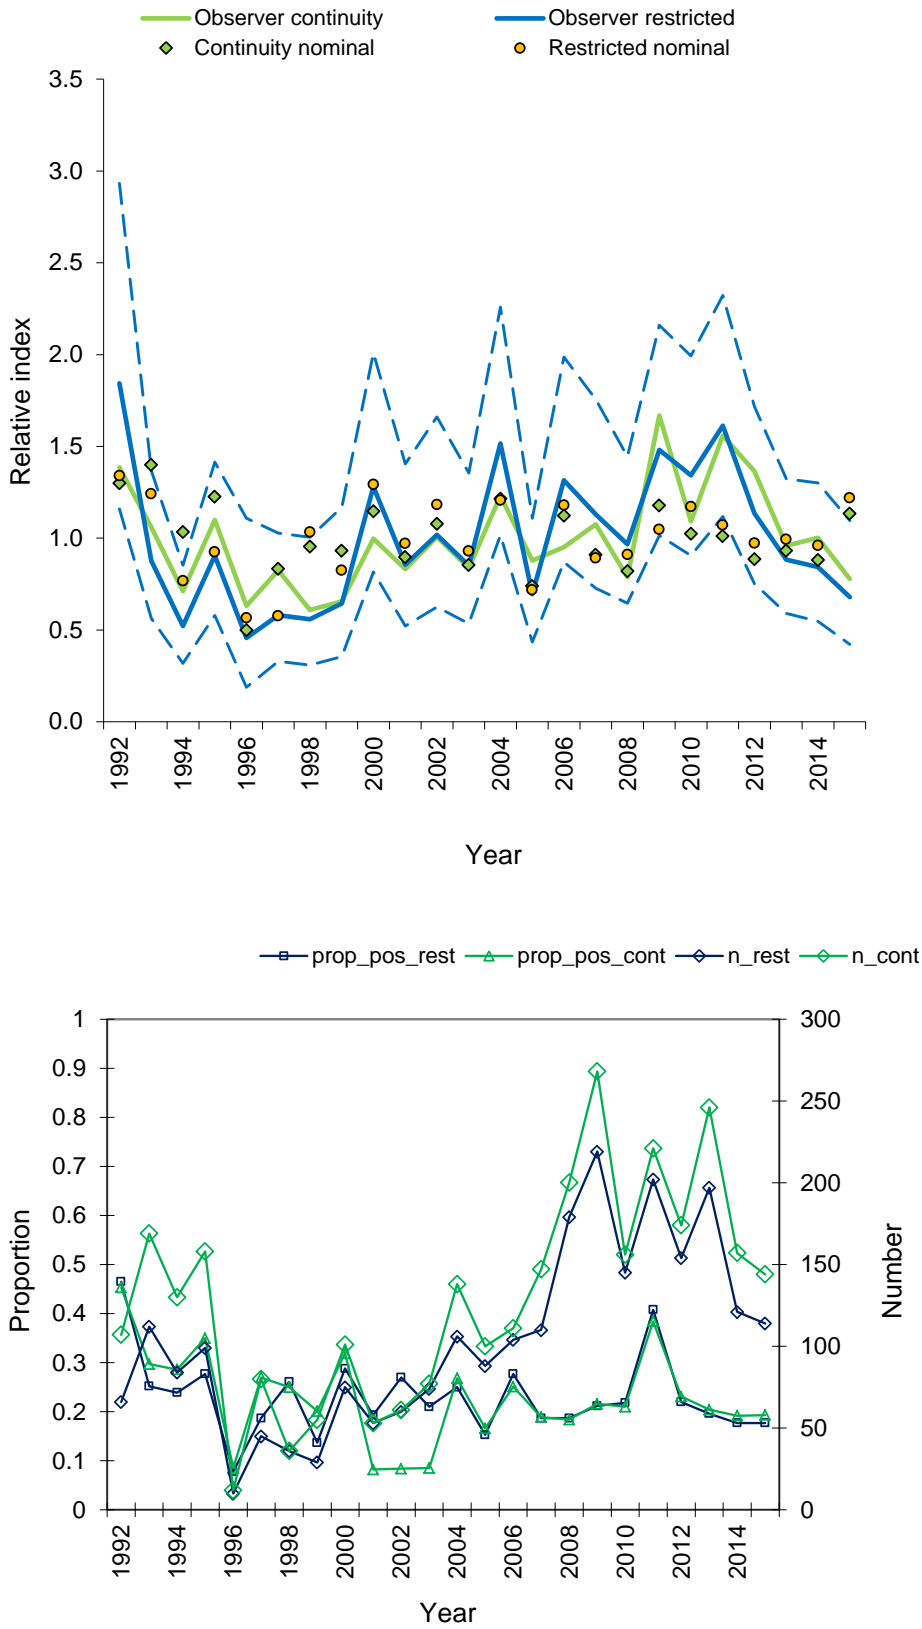 Observer continuity Observer restricted
Continuity nominal Restricted nominal
3.5
3.0
2.5
2.0
1.5
1.0
0.5
0.0
Relative index
1992 1994 1996 1998 2000 2002 2004 2006 2008 2010 2012 2014
Year
prop_pos_rest prop_pos_cont n_rest n_cont
1 300
0.9
0.8 250
0.7
0.6 200
0.5 150
0.4
0.3 100
0.2
0.1 50
0 0
Proportion
Number
1992 1994 1996 1998 2000 2002 2004 2006 2008 2010 2012 2014
Year